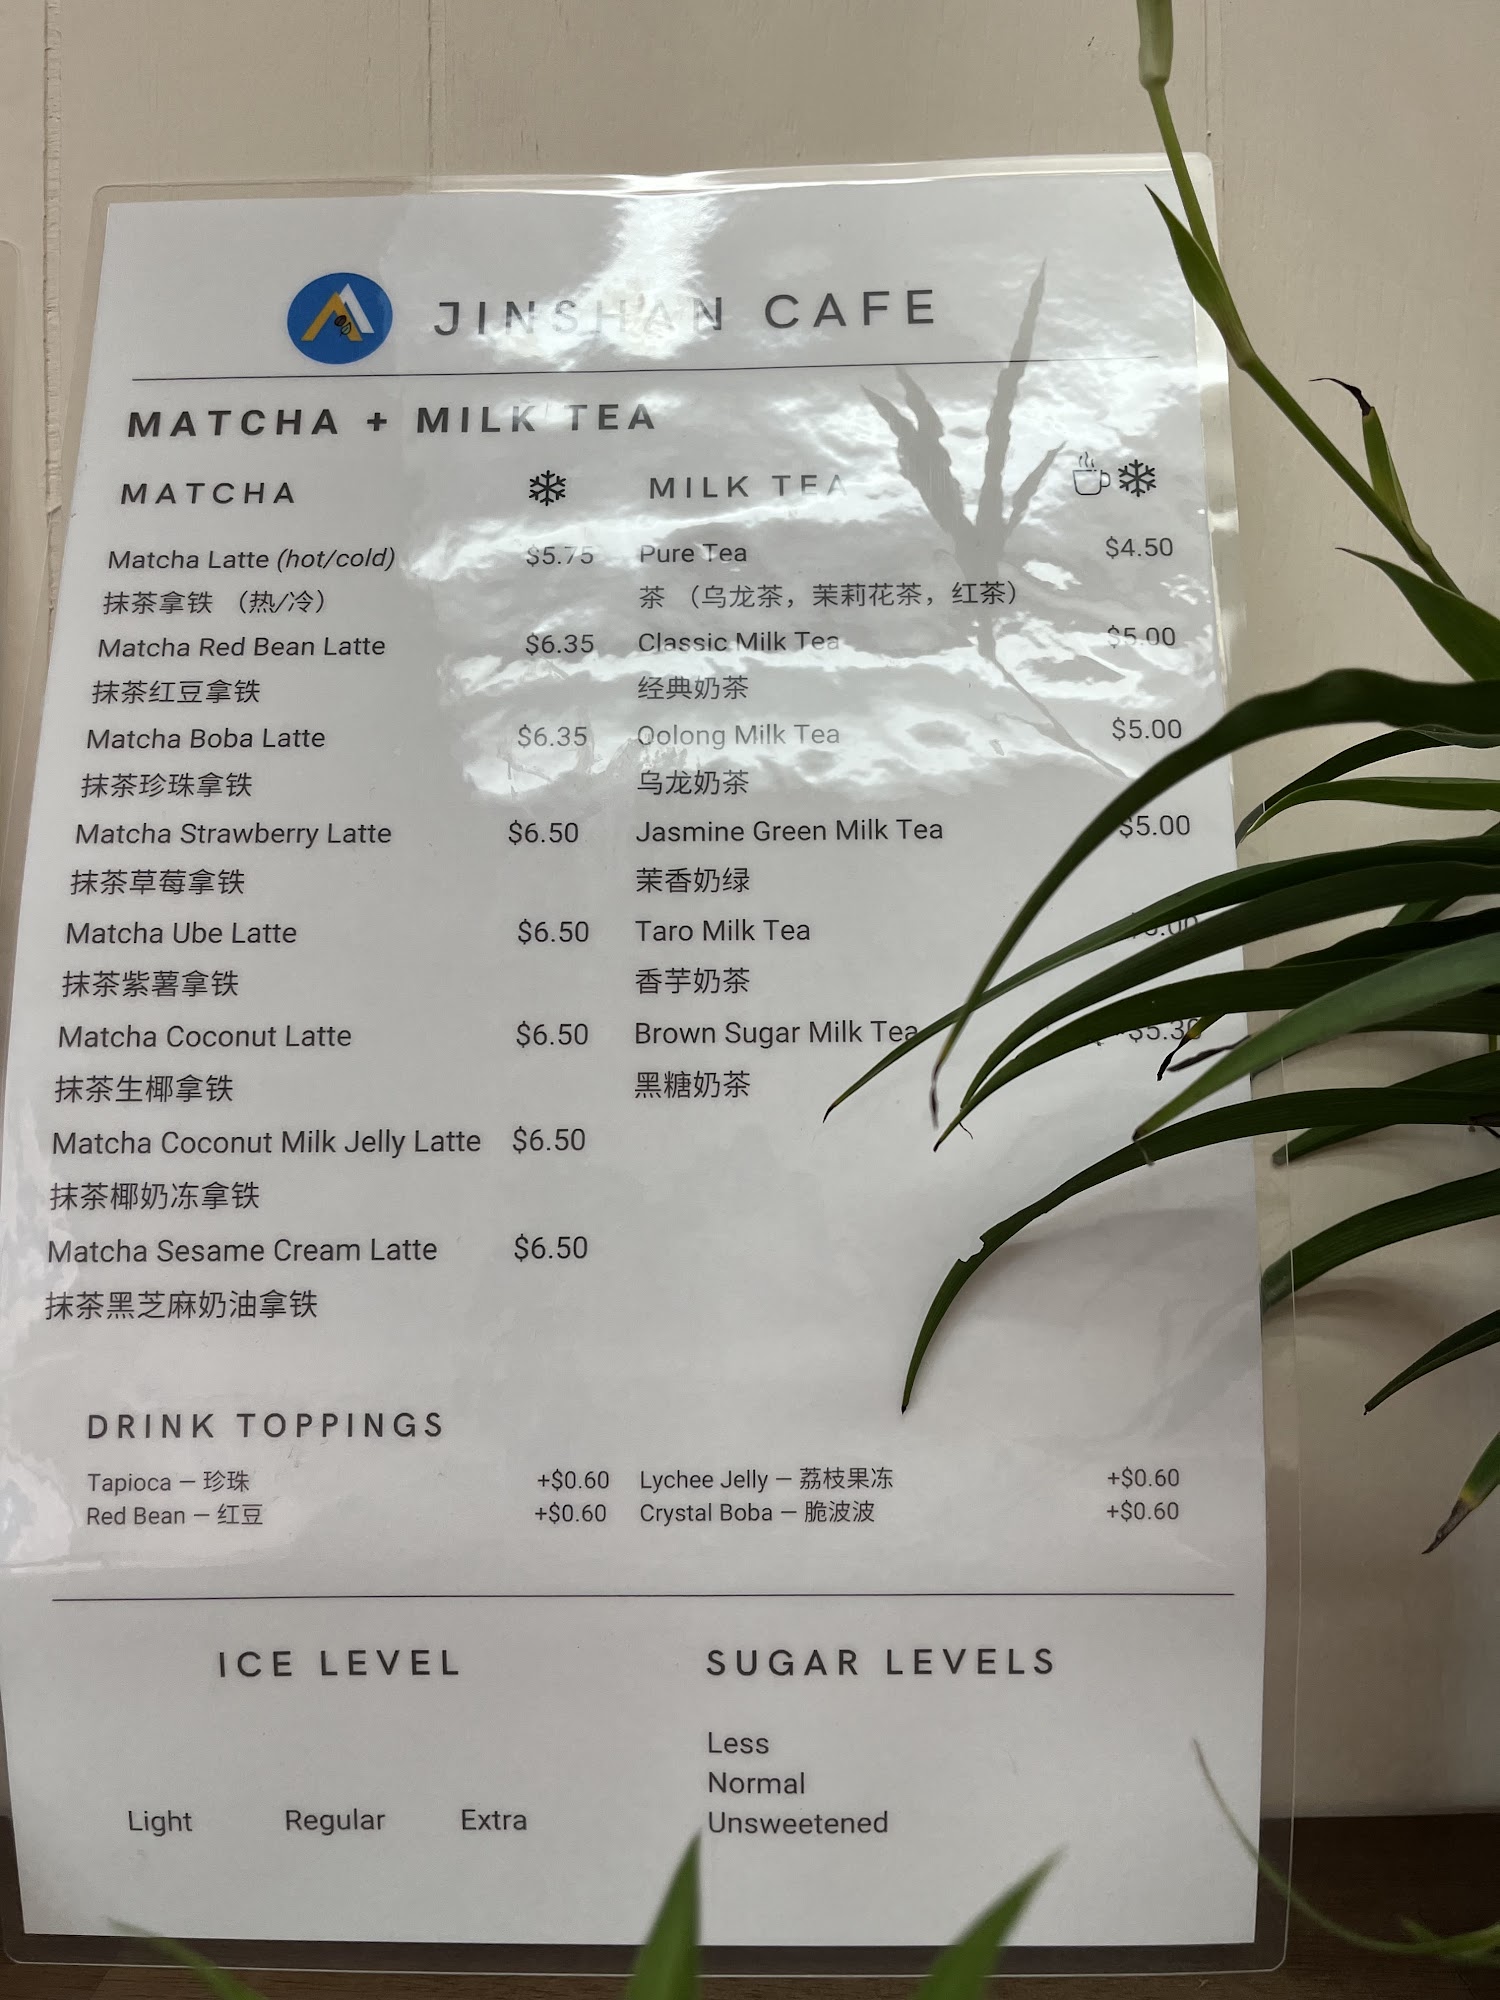 JINSHAN CAFE
MATCHA + MILK TEA
MATCHA
Matcha Latte (hot/cold) $5.75
抹茶拿铁 （热/冷）
Matcha Red Bean Latte $6.35
抹茶红豆拿铁
Matcha Boba Latte $6.35
抹茶珍珠拿铁
Matcha Strawberry Latte $6.50
抹茶草莓拿铁
Matcha Ube Latte $6.50
抹茶紫薯拿铁
Matcha Coconut Latte $6.50
抹茶生椰拿铁
Matcha Coconut Milk Jelly Latte $6.50
抹茶椰奶冻拿铁
Matcha Sesame Cream Latte $6.50
抹茶黑芝麻奶油拿铁
MILK TEA
Pure Tea $4.50
茶 （乌龙茶，茉莉花茶，红茶）
Classic Milk Tea $5.00
经典奶茶
Oolong Milk Tea $5.00
乌龙奶茶
Jasmine Green Milk Tea $5.00
茉香奶绿
Taro Milk Tea
香芋奶茶
Brown Sugar Milk Tea $5.30
黑糖奶茶
DRINK TOPPINGS
Tapioca – 珍珠 +$0.60
Red Bean – 红豆 +$0.60
Lychee Jelly – 荔枝果冻 +$0.60
Crystal Boba – 脆波波 +$0.60
ICE LEVEL
Light Regular Extra
SUGAR LEVELS
Less
Normal
Unsweetened